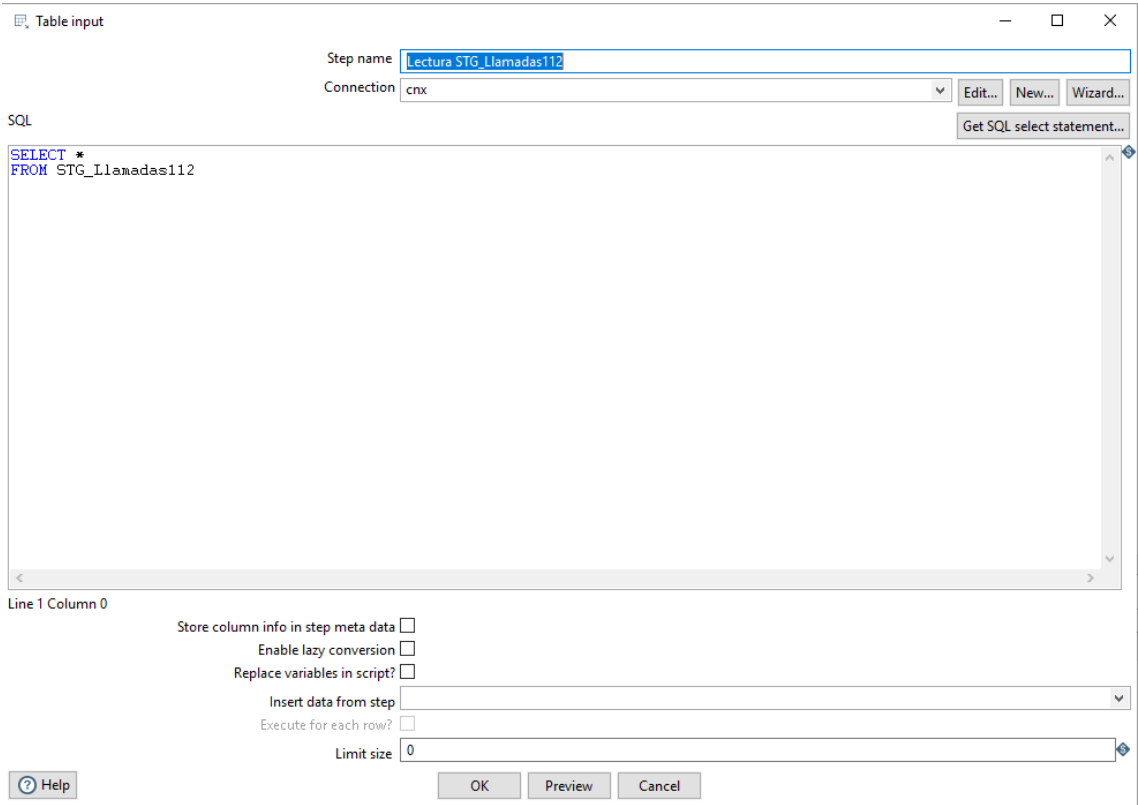 Table input
Step name Lectura STG_Llamadas112
Connection cnx Edit... New... Wizard...
SQL Get SQL select statement...
SELECT *
FROM STG_Llamadas112
Line 1 Column 0
Store column info in step meta data
Enable lazy conversion
Replace variables in script?
Insert data from step
Execute for each row?
Limit size 0
Help OK Preview Cancel